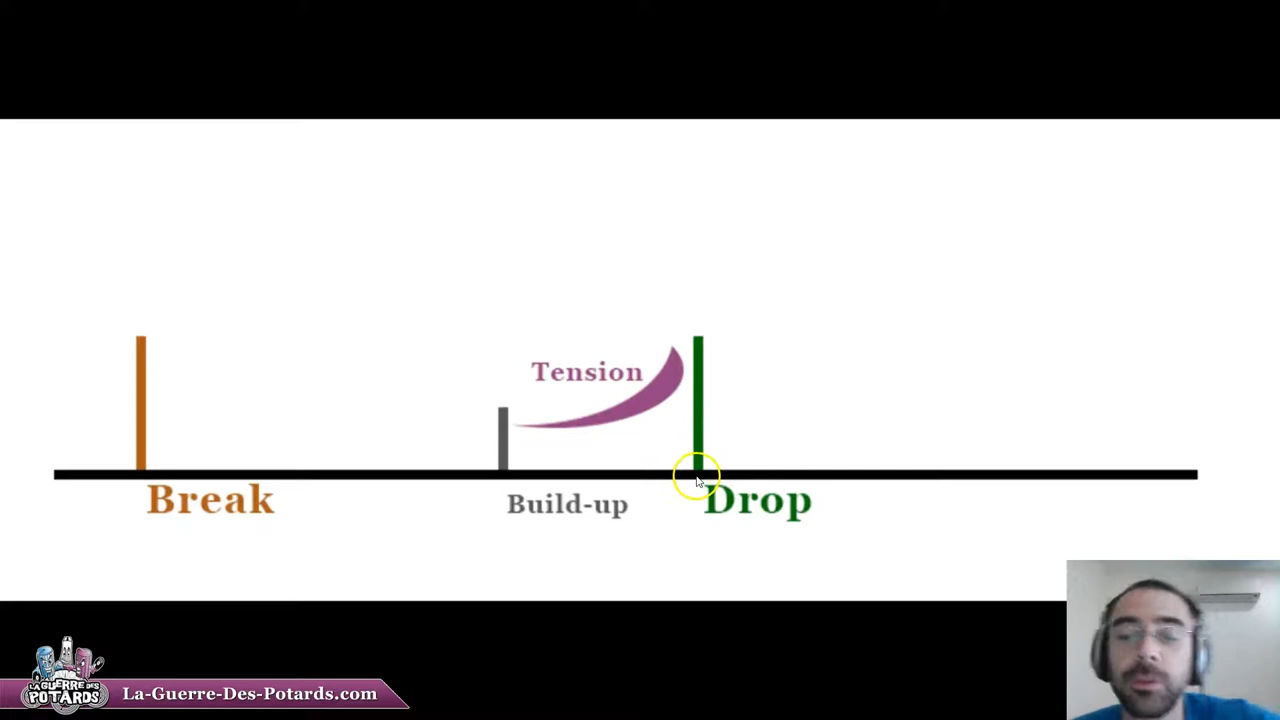 Tension
Break
Build-up
Drop
LA GUERRE DES
POTARDS
La-Guerre-Des-Potards.com